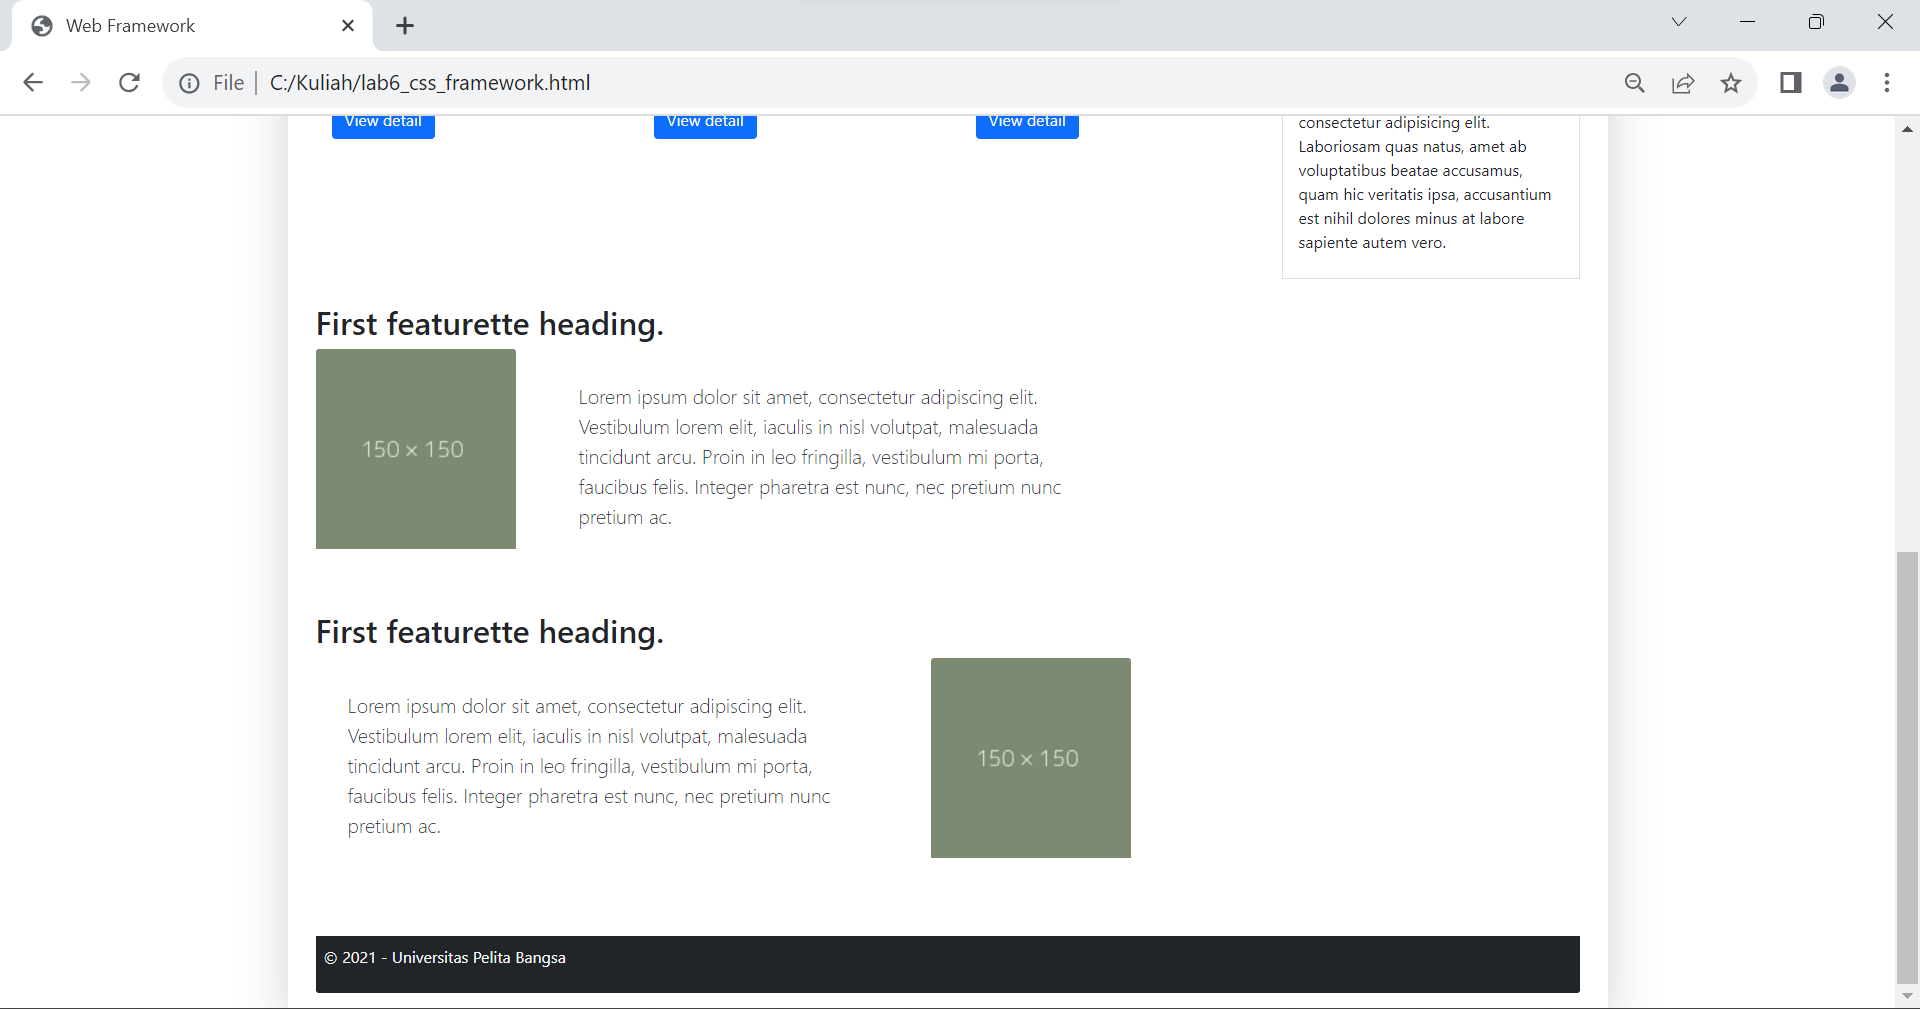 Web Framework
File
C:/Kuliah/lab6_css_framework.html
View detail
View detail
View detail
consectetur adipisicing elit.
Laboriosam quas natus, amet ab
voluptatibus beatae accusamus,
quam hic veritatis ipsa, accusantium
est nihil dolores minus at labore
sapiente autem vero.
First featurette heading.
150 × 150
Lorem ipsum dolor sit amet, consectetur adipiscing elit.
Vestibulum lorem elit, iaculis in nisl volutpat, malesuada
tincidunt arcu. Proin in leo fringilla, vestibulum mi porta,
faucibus felis. Integer pharetra est nunc, nec pretium nunc
pretium ac.
First featurette heading.
Lorem ipsum dolor sit amet, consectetur adipiscing elit.
Vestibulum lorem elit, iaculis in nisl volutpat, malesuada
tincidunt arcu. Proin in leo fringilla, vestibulum mi porta,
faucibus felis. Integer pharetra est nunc, nec pretium nunc
pretium ac.
150 × 150
© 2021 - Universitas Pelita Bangsa